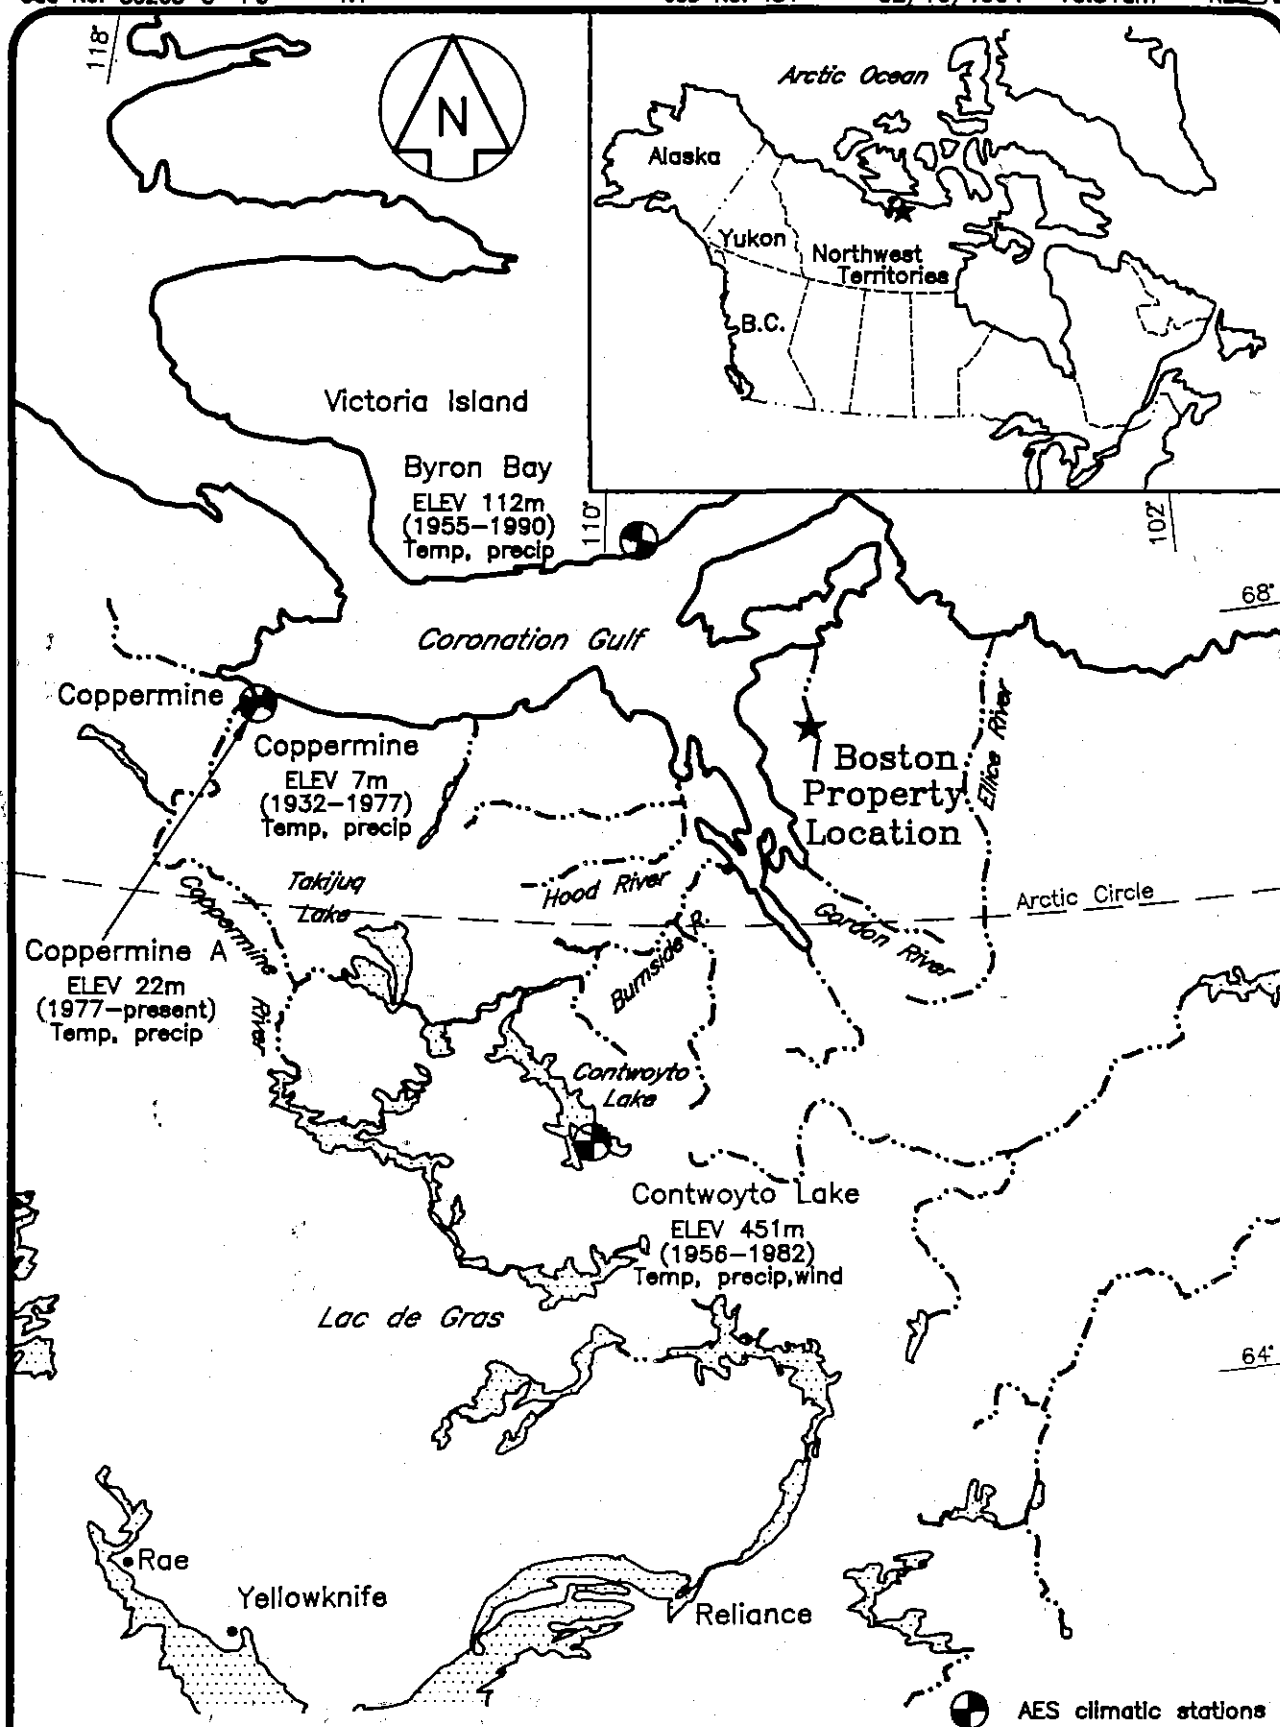 118°
N
Arctic Ocean
Alaska
Yukon
Northwest
Territories
B.C.
Victoria Island
Byron Bay
ELEV 112m
(1955-1990)
Temp, precip
110°
102°
68°
Coronation Gulf
Coppermine
Coppermine
ELEV 7m
(1932-1977)
Temp, precip
Boston
Property
Location
Ellice River
Takijuq
Lake
Hood River
Coppermine
River
Arctic Circle
Gordon River
Burnside R.
Coppermine A
ELEV 22m
(1977-present)
Temp, precip
Contwoyto
Lake
Contwoyto Lake
ELEV 451m
(1956-1982)
Temp, precip,wind
Lac de Gras
64°
Rae
Yellowknife
Reliance
AES climatic stations